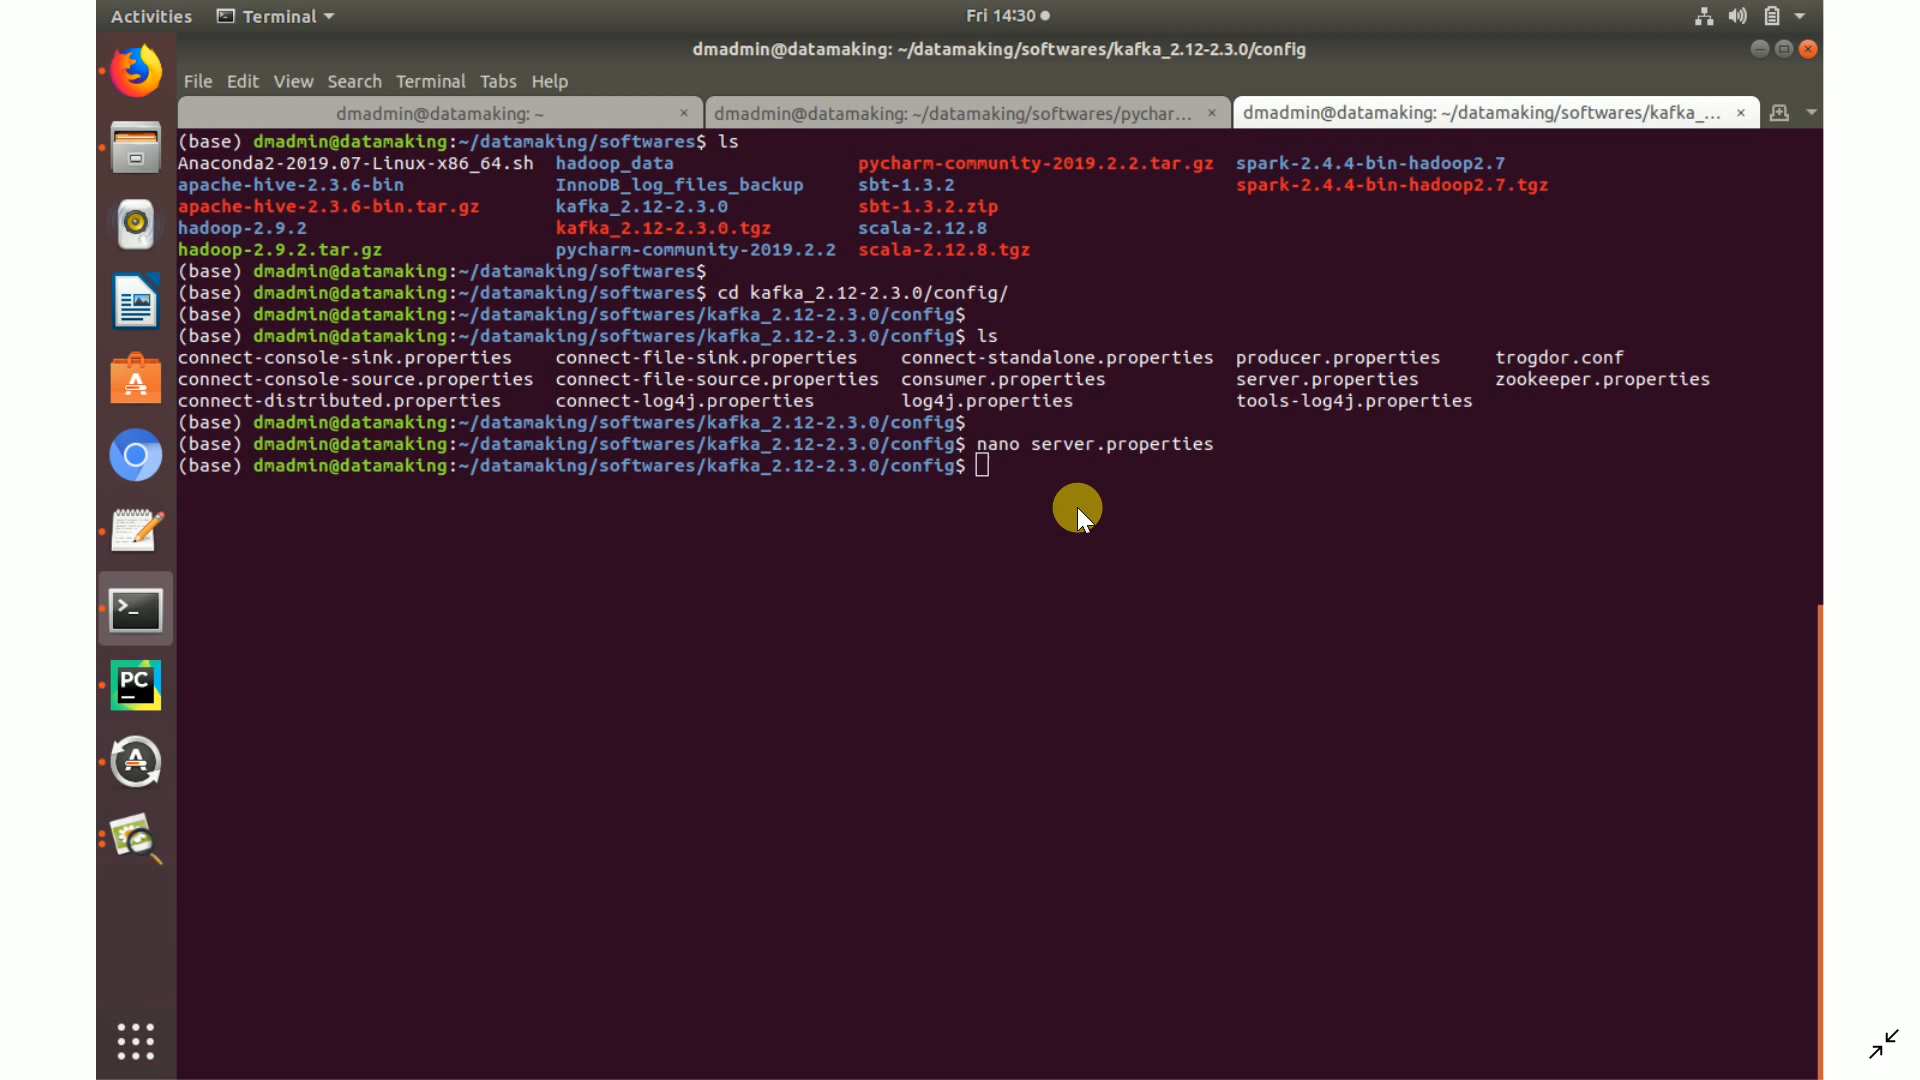 Activities Terminal Fri 14:30
dmadmin@datamaking: ~/datamaking/softwares/kafka_2.12-2.3.0/config
File Edit View Search Terminal Tabs Help
dmadmin@datamaking: ~ × dmadmin@datamaking: ~/datamaking/softwares/pychar... × dmadmin@datamaking: ~/datamaking/softwares/kafka_... ×
(base) dmadmin@datamaking:~/datamaking/softwares$ ls
Anaconda2-2019.07-Linux-x86_64.sh hadoop_data pycharm-community-2019.2.2.tar.gz spark-2.4.4-bin-hadoop2.7
apache-hive-2.3.6-bin InnoDB_log_files_backup sbt-1.3.2 spark-2.4.4-bin-hadoop2.7.tgz
apache-hive-2.3.6-bin.tar.gz kafka_2.12-2.3.0 sbt-1.3.2.zip
hadoop-2.9.2 kafka_2.12-2.3.0.tgz scala-2.12.8
hadoop-2.9.2.tar.gz pycharm-community-2019.2.2 scala-2.12.8.tgz
(base) dmadmin@datamaking:~/datamaking/softwares$
(base) dmadmin@datamaking:~/datamaking/softwares$ cd kafka_2.12-2.3.0/config/
(base) dmadmin@datamaking:~/datamaking/softwares/kafka_2.12-2.3.0/config$
(base) dmadmin@datamaking:~/datamaking/softwares/kafka_2.12-2.3.0/config$ ls
connect-console-sink.properties connect-file-sink.properties connect-standalone.properties producer.properties trogdor.conf
connect-console-source.properties connect-file-source.properties consumer.properties server.properties zookeeper.properties
connect-distributed.properties connect-log4j.properties log4j.properties tools-log4j.properties
(base) dmadmin@datamaking:~/datamaking/softwares/kafka_2.12-2.3.0/config$
(base) dmadmin@datamaking:~/datamaking/softwares/kafka_2.12-2.3.0/config$ nano server.properties
(base) dmadmin@datamaking:~/datamaking/softwares/kafka_2.12-2.3.0/config$
PC